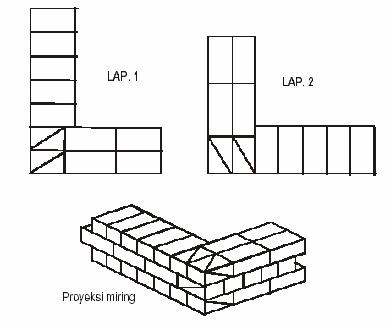 LAP. 1
LAP. 2
Proyeksi miring